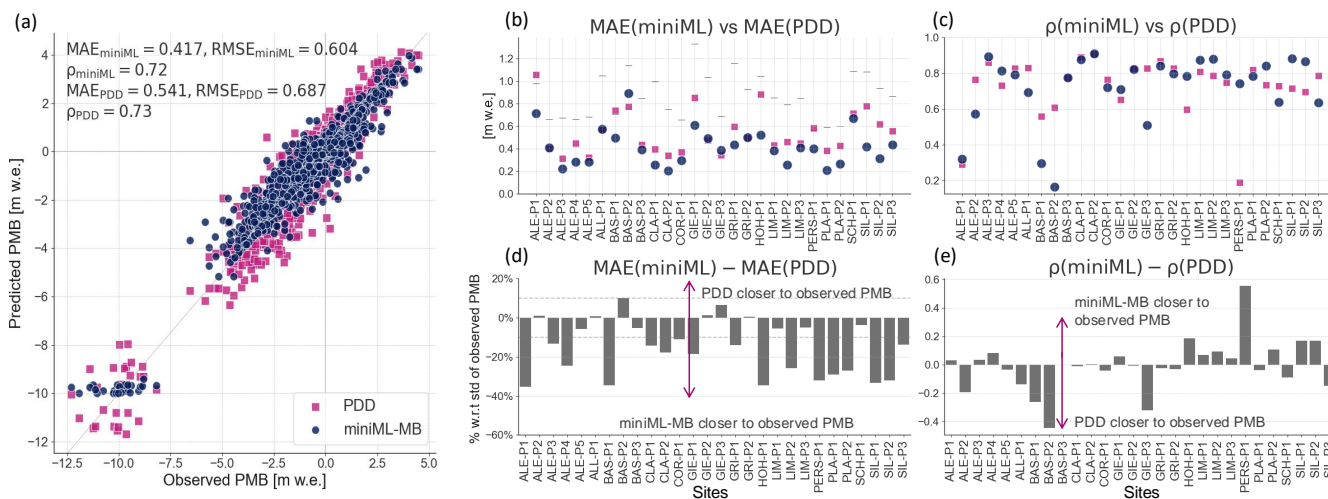 (a)
MAE_miniML = 0.417, RMSE_miniML = 0.604
ρ_miniML = 0.72
MAE_PDD = 0.541, RMSE_PDD = 0.687
ρ_PDD = 0.73
Predicted PMB [m w.e.]
4
2
0
−2
−4
−6
−8
−10
−12
PDD
miniML-MB
−12.5 −10.0 −7.5 −5.0 −2.5 0.0 2.5 5.0
Observed PMB [m w.e.]
(b)
MAE(miniML) vs MAE(PDD)
[m w.e.]
1.2
1.0
0.8
0.6
0.4
0.2
0.0
ALE-P1 ALE-P2 ALE-P3 ALE-P4 ALE-P5 ALL-P1 BAS-P1 BAS-P2 BAS-P3 CLA-P1 CLA-P2 COR-P1 GIE-P1 GIE-P2 GIE-P3 GRI-P1 GRI-P2 HOH-P1 LIM-P1 LIM-P2 LIM-P3 PERS-P1 PLA-P1 PLA-P2 SCH-P1 SIL-P1 SIL-P2 SIL-P3
(c)
ρ(miniML) vs ρ(PDD)
1.0
0.8
0.6
0.4
0.2
ALE-P1 ALE-P2 ALE-P3 ALE-P4 ALE-P5 ALL-P1 BAS-P1 BAS-P2 BAS-P3 CLA-P1 CLA-P2 COR-P1 GIE-P1 GIE-P2 GIE-P3 GRI-P1 GRI-P2 HOH-P1 LIM-P1 LIM-P2 LIM-P3 PERS-P1 PLA-P1 PLA-P2 SCH-P1 SIL-P1 SIL-P2 SIL-P3
(d)
MAE(miniML) − MAE(PDD)
% w.r.t std of observed PMB
20%
0%
−20%
−40%
−60%
PDD closer to observed PMB
miniML-MB closer to observed PMB
ALE-P1 ALE-P2 ALE-P3 ALE-P4 ALE-P5 ALL-P1 BAS-P1 BAS-P2 BAS-P3 CLA-P1 CLA-P2 COR-P1 GIE-P1 GIE-P2 GIE-P3 GRI-P1 GRI-P2 HOH-P1 LIM-P1 LIM-P2 LIM-P3 PERS-P1 PLA-P1 PLA-P2 SCH-P1 SIL-P1 SIL-P2 SIL-P3
Sites
(e)
ρ(miniML) − ρ(PDD)
0.6
0.4
0.2
0.0
−0.2
−0.4
miniML-MB closer to
observed PMB
PDD closer to observed PMB
ALE-P1 ALE-P2 ALE-P3 ALE-P4 ALE-P5 ALL-P1 BAS-P1 BAS-P2 BAS-P3 CLA-P1 CLA-P2 COR-P1 GIE-P1 GIE-P2 GIE-P3 GRI-P1 GRI-P2 HOH-P1 LIM-P1 LIM-P2 LIM-P3 PERS-P1 PLA-P1 PLA-P2 SCH-P1 SIL-P1 SIL-P2 SIL-P3
Sites